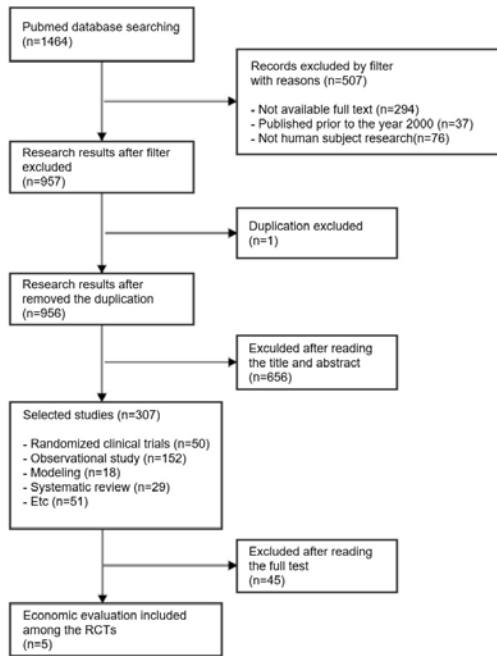 Pubmed database searching
(n=1464)
Records excluded by filter
with reasons (n=507)
- Not available full text (n=294)
- Published prior to the year 2000 (n=37)
- Not human subject research(n=76)
Research results after filter
excluded
(n=957)
Duplication excluded
(n=1)
Research results after
removed the duplication
(n=956)
Exculded after reading
the title and abstract
(n=656)
Selected studies (n=307)
- Randomized clinical trials (n=50)
- Observational study (n=152)
- Modeling (n=18)
- Systematic review (n=29)
- Etc (n=51)
Excluded after reading
the full test
(n=45)
Economic evaluation included
among the RCTs
(n=5)